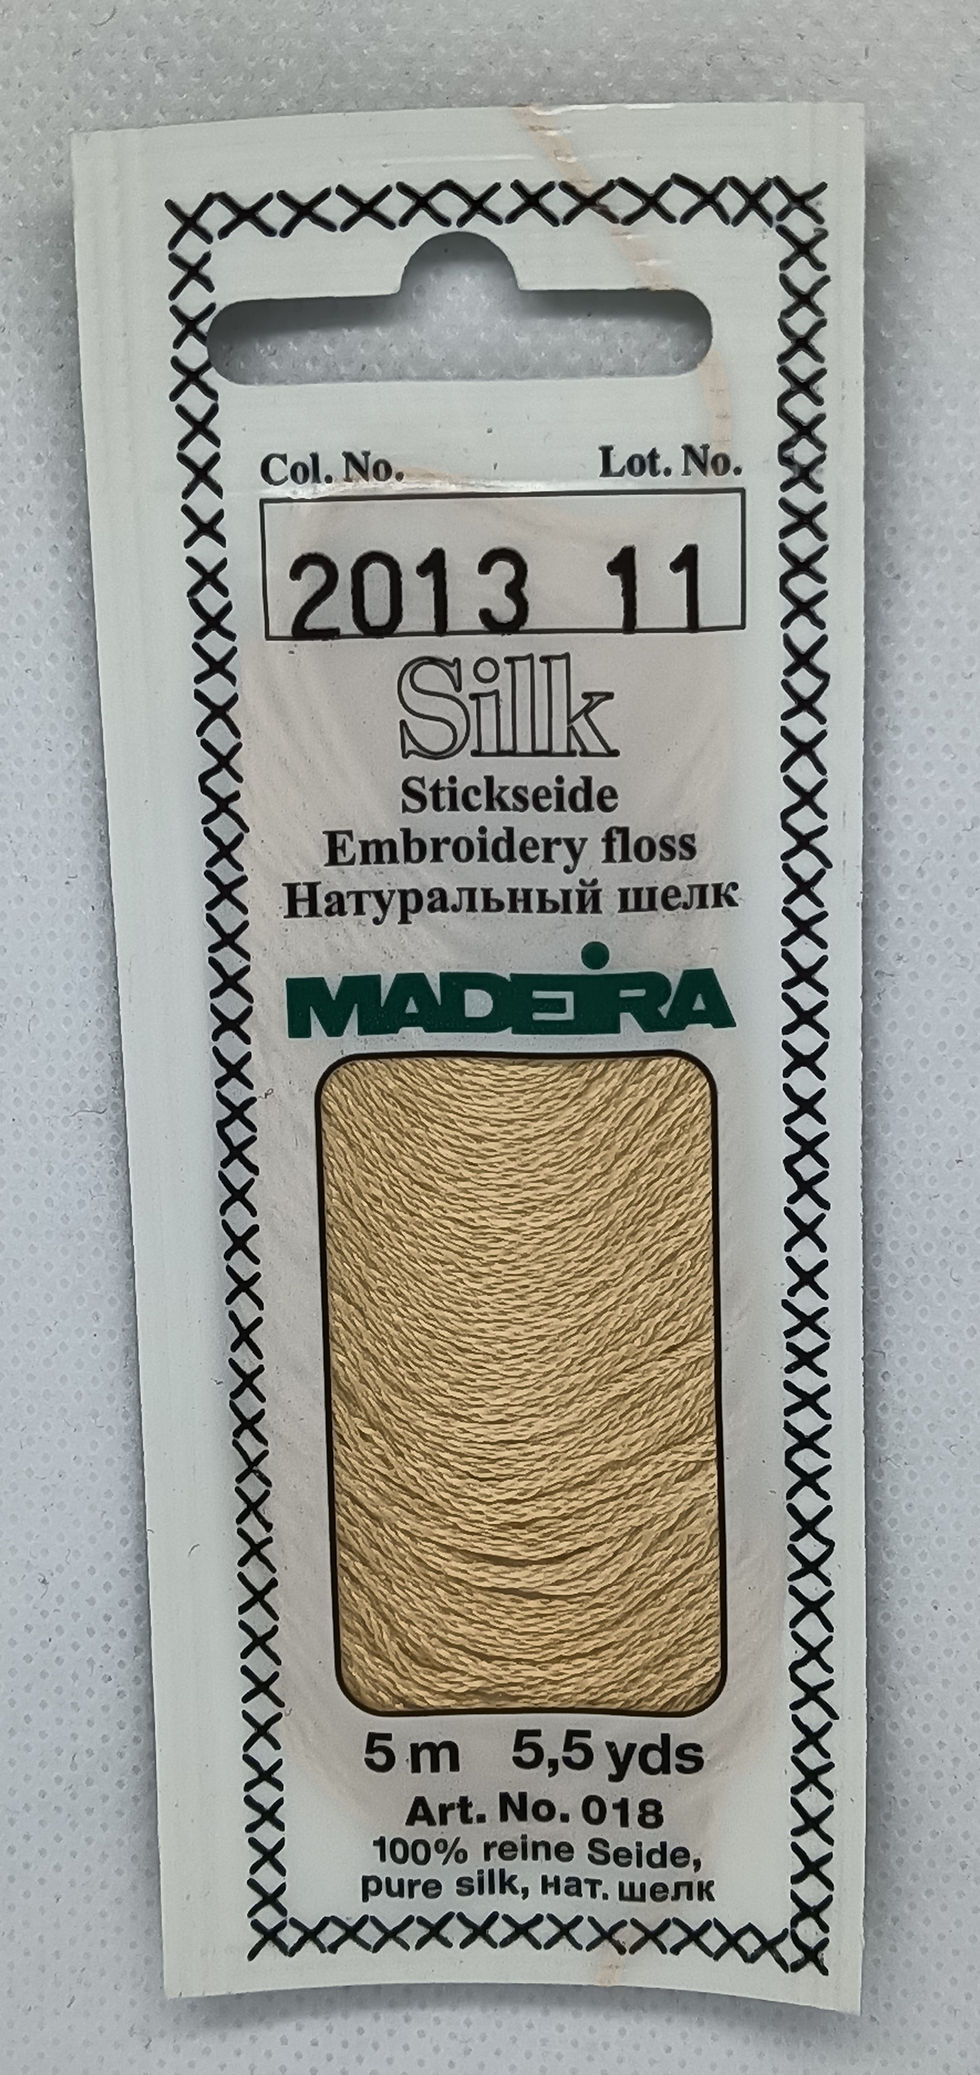 Col. No. Lot. No.
2013 11
Silk
Stickseide
Embroidery floss
Натуральный шелк
MADEIRA
5 m 5,5 yds
Art. No. 018
100% reine Seide,
pure silk, нат. шелк